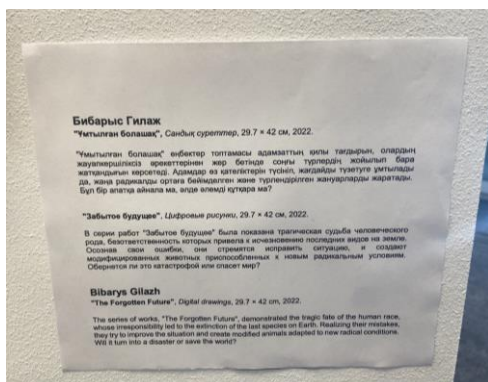 Бибарыс Гилаж
"Ұмтылган болашақ", Сандық суреттер, 29.7 × 42 см, 2022.
"Ұмытылған болашақ" еңбектер топтамасы адамзаттың қилы тағдырын, олардың
жауапкершіліксіз әрекеттерінен жер бетінде соңғы түрлердің жойылып бара
жатқандығын көрсетеді. Адамдар өз қателіктерін түсініп, жағдайды түзетуге ұмтылады
да, жаңа радикалды ортаға бейімделген және түрлендірілген жануарларды жаратады.
Бұл бір апатқа айнала ма, әлде әлемді құтқара ма?
"Забытое будущее", Цифровые рисунки, 29.7 × 42 см, 2022.
В серии работ "Забытое будущее" была показана трагическая судьба человеческого
рода, безответственность которых привела к исчезновению последних видов на земле.
Осознав свои ошибки, они стремятся исправить ситуацию, и создают
модифицированных животных приспособленных к новым радикальным условиям.
Обернется ли это катастрофой или спасет мир?
Bibarys Gilazh
"The Forgotten Future", Digital drawings, 29.7 × 42 cm, 2022.
The series of works, "The Forgotten Future", demonstrated the tragic fate of the human race,
whose irresponsibility led to the extinction of the last species on Earth. Realizing their mistakes,
they try to improve the situation and create modified animals adapted to new radical conditions.
Will it turn into a disaster or save the world?